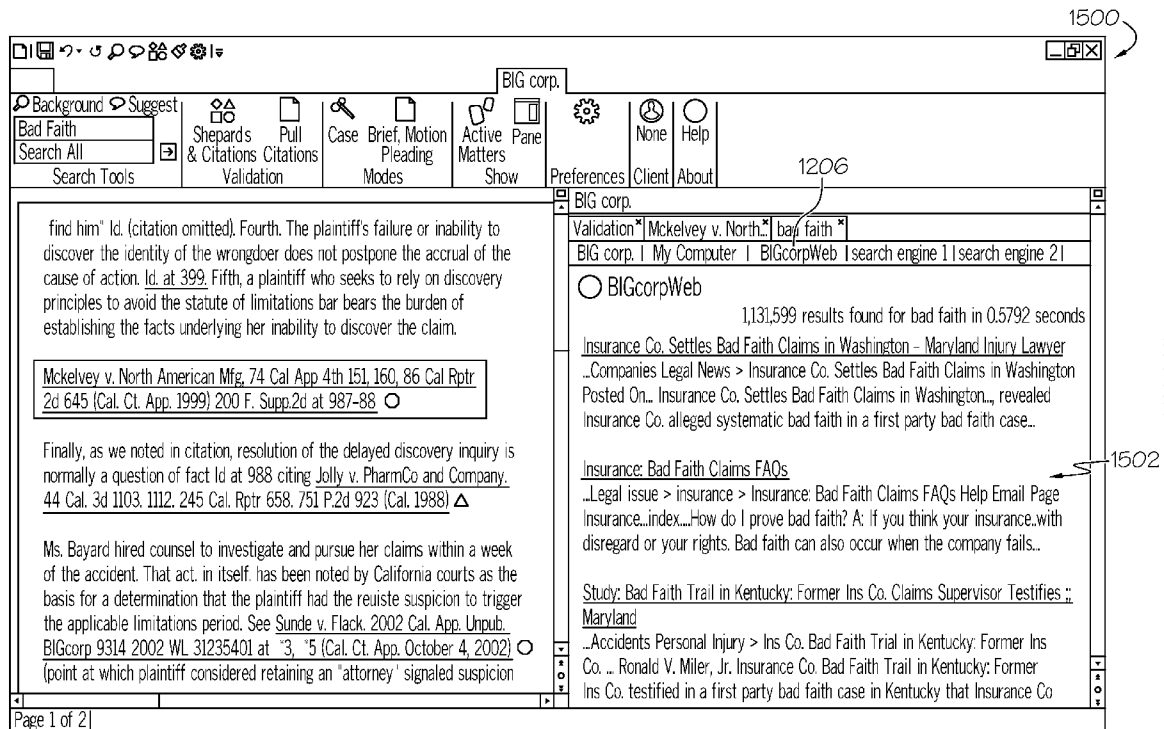 1500
BIG corp.
Background Suggest
Bad Faith
Search All
Search Tools
Shepards & Citations
Pull Citations
Validation
Case
Brief, Motion Pleading
Modes
Active Matters
Pane
Show
Preferences
None
Client
Help
About
1206
find him" Id. (citation omitted). Fourth. The plaintiff's failure or inability to
discover the identity of the wrongdoer does not postpone the accrual of the
cause of action. Id. at 399. Fifth, a plaintiff who seeks to rely on discovery
principles to avoid the statute of limitations bar bears the burden of
establishing the facts underlying her inability to discover the claim.
Mckelvey v. North American Mfg, 74 Cal App 4th 151, 160, 86 Cal Rptr
2d 645 (Cal. Ct. App. 1999) 200 F. Supp.2d at 987-88
Finally, as we noted in citation, resolution of the delayed discovery inquiry is
normally a question of fact Id at 988 citing Jolly v. PharmCo and Company.
44 Cal. 3d 1103. 1112. 245 Cal. Rptr 658. 751 P.2d 923 (Cal. 1988)
Ms. Bayard hired counsel to investigate and pursue her claims within a week
of the accident. That act. in itself. has been noted by California courts as the
basis for a determination that the plaintiff had the reuiste suspicion to trigger
the applicable limitations period. See Sunde v. Flack. 2002 Cal. App. Unpub.
BIGcorp 9314 2002 WL 31235401 at *3, *5 (Cal. Ct. App. October 4, 2002)
(point at which plaintiff considered retaining an "attorney" signaled suspicion
Page 1 of 2|
BIG corp.
Validation x Mckelvey v. North... x bad faith x
BIG corp. | My Computer | BIGcorpWeb | search engine 1 | search engine 2 |
BIGcorpWeb
1,131,599 results found for bad faith in 0.5792 seconds
Insurance Co. Settles Bad Faith Claims in Washington - Maryland Injury Lawyer
...Companies Legal News > Insurance Co. Settles Bad Faith Claims in Washington
Posted On... Insurance Co. Settles Bad Faith Claims in Washington..., revealed
Insurance Co. alleged systematic bad faith in a first party bad faith case...
Insurance: Bad Faith Claims FAQs
...Legal issue > insurance > Insurance: Bad Faith Claims FAQs Help Email Page
Insurance...index....How do I prove bad faith? A: If you think your insurance..with
disregard or your rights. Bad faith can also occur when the company fails...
Study: Bad Faith Trail in Kentucky: Former Ins Co. Claims Supervisor Testifies ;;
Maryland
...Accidents Personal Injury > Ins Co. Bad Faith Trial in Kentucky: Former Ins
Co. ... Ronald V. Miler, Jr. Insurance Co. Bad Faith Trail in Kentucky: Former
Ins Co. testified in a first party bad faith case in Kentucky that Insurance Co
1502